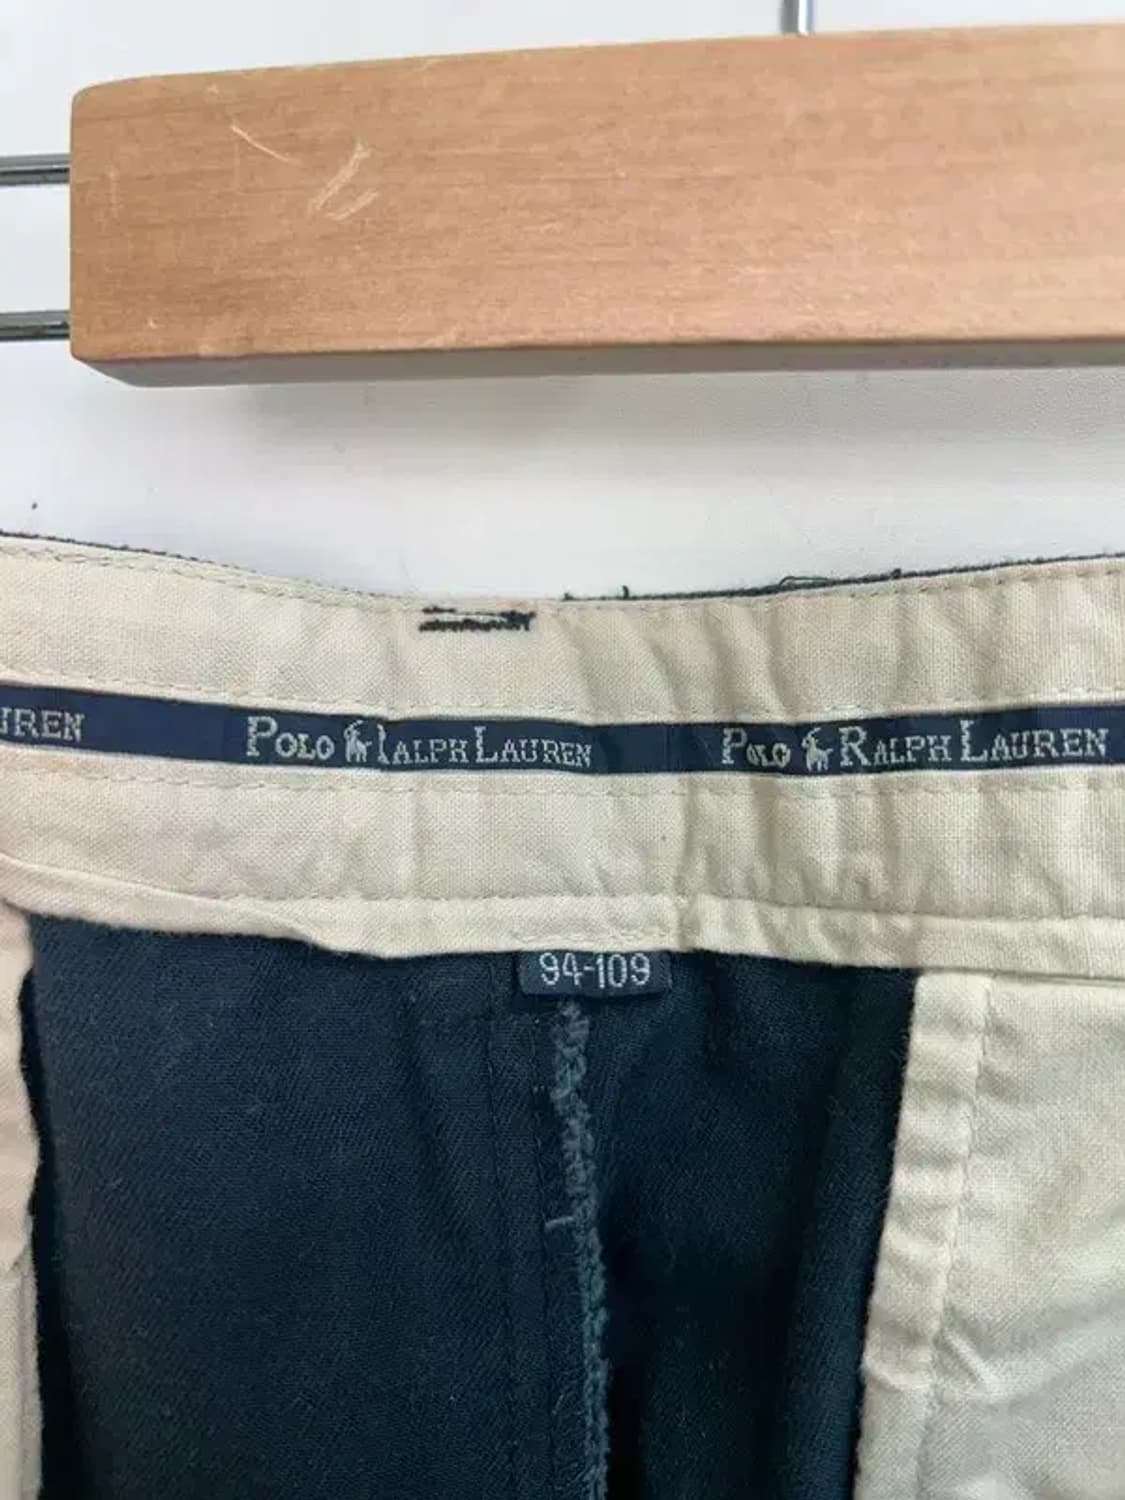 UREN POLO RALPH LAUREN POLO RALPH LAUREN
94-109